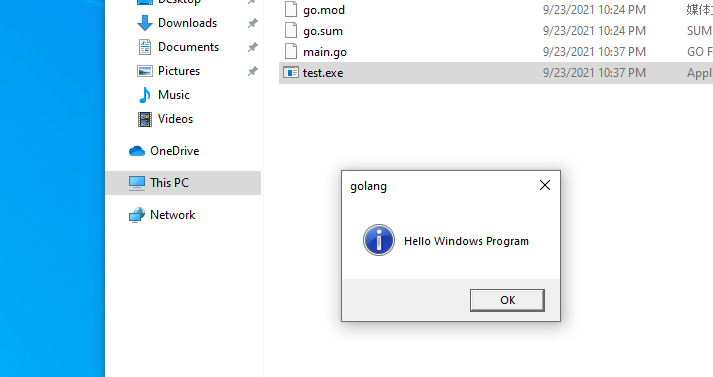 Desktop
go.mod 9/23/2021 10:24 PM 媒体
Downloads
go.sum 9/23/2021 10:24 PM SUM
Documents
main.go 9/23/2021 10:37 PM GO F
Pictures
test.exe 9/23/2021 10:37 PM Appl
Music
Videos
OneDrive
This PC
Network
golang
Hello Windows Program
OK